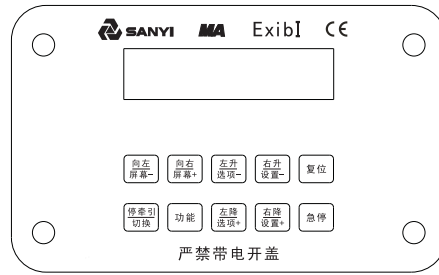 SANYI MA ExibI CE
向左 向右 左升 右升 复位
屏幕- 屏幕+ 选项- 设置-
停牵引 功能 左降 右降 急停
切换 选项+ 设置+
严禁带电开盖